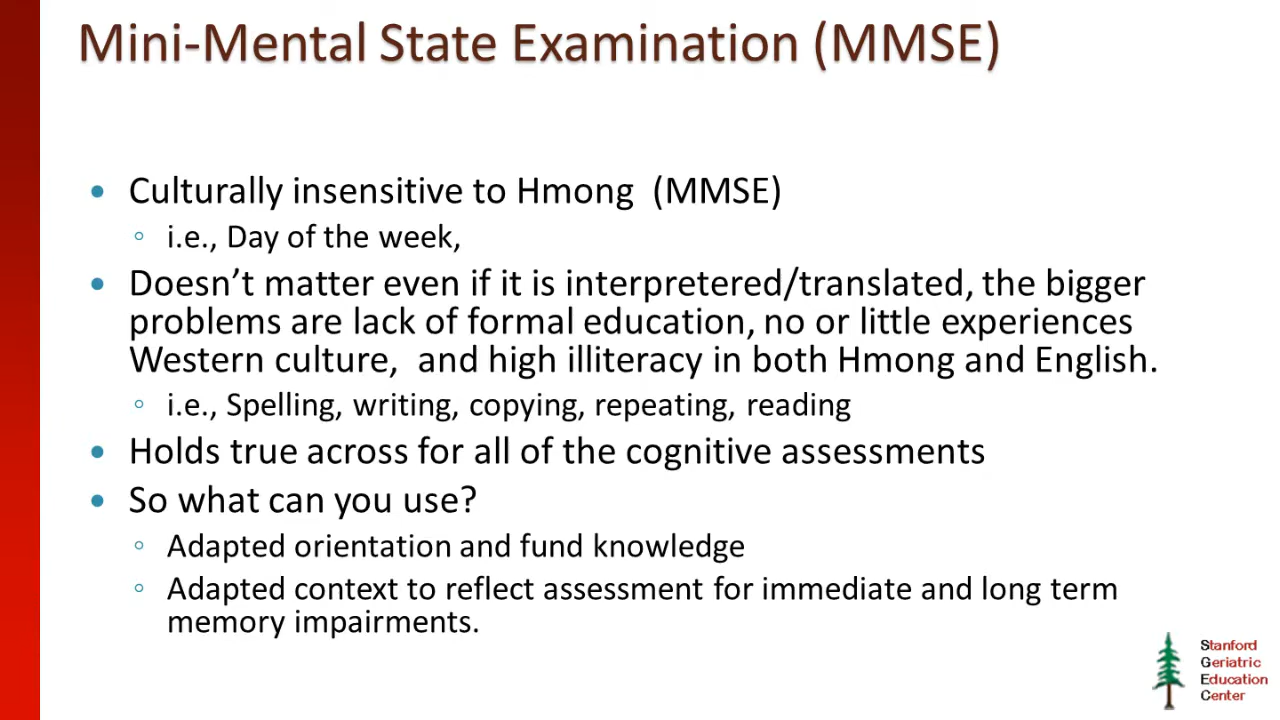 Mini-Mental State Examination (MMSE)
• Culturally insensitive to Hmong (MMSE)
◦ i.e., Day of the week,
• Doesn’t matter even if it is interpretered/translated, the bigger
problems are lack of formal education, no or little experiences
Western culture, and high illiteracy in both Hmong and English.
◦ i.e., Spelling, writing, copying, repeating, reading
• Holds true across for all of the cognitive assessments
• So what can you use?
◦ Adapted orientation and fund knowledge
◦ Adapted context to reflect assessment for immediate and long term
memory impairments.
Stanford
Geriatric
Education
Center